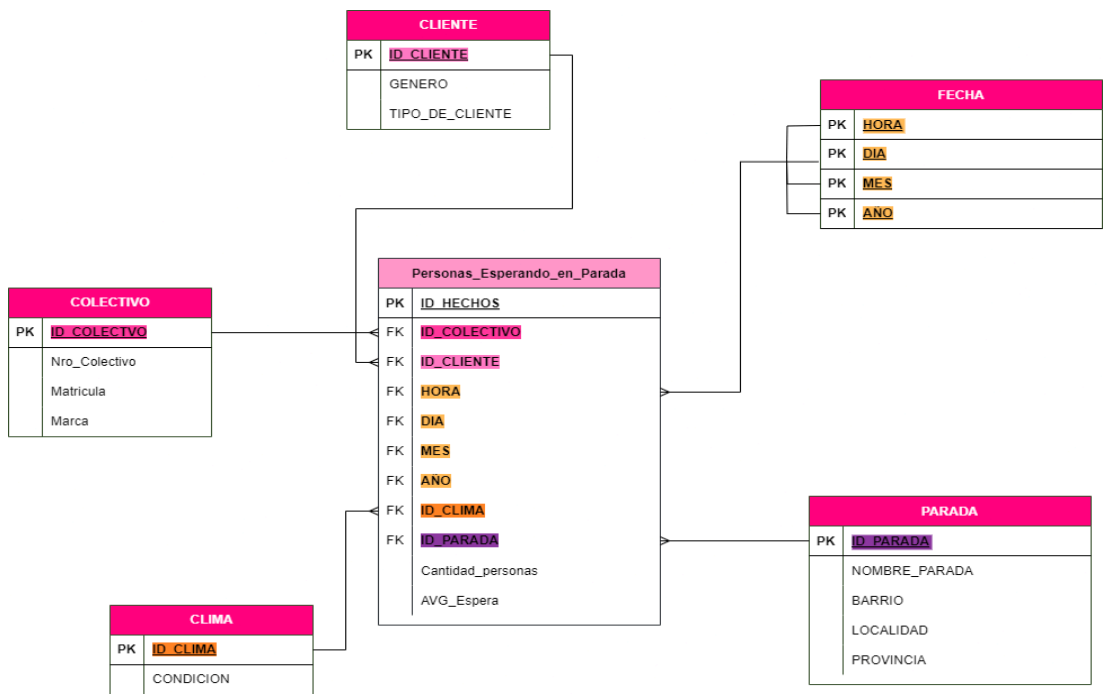 CLIENTE
PK ID_CLIENTE
GENERO
TIPO_DE_CLIENTE
FECHA
PK HORA
PK DIA
PK MES
PK AÑO
Personas_Esperando_en_Parada
PK ID_HECHOS
FK ID_COLECTIVO
FK ID_CLIENTE
FK HORA
FK DIA
FK MES
FK AÑO
FK ID_CLIMA
FK ID_PARADA
Cantidad_personas
AVG_Espera
COLECTIVO
PK ID_COLECTVO
Nro_Colectivo
Matricula
Marca
PARADA
PK ID_PARADA
NOMBRE_PARADA
BARRIO
LOCALIDAD
PROVINCIA
CLIMA
PK ID_CLIMA
CONDICION